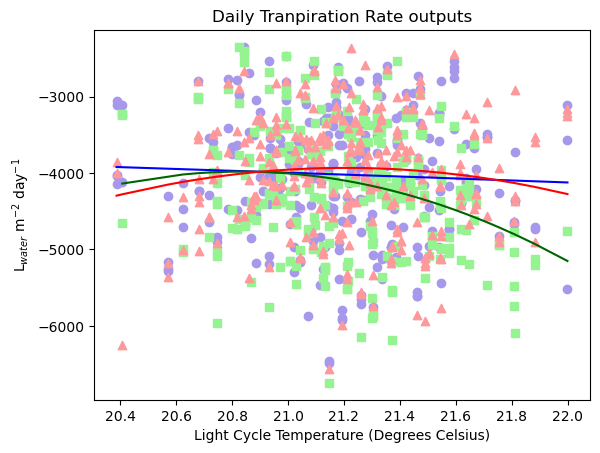 Daily Tranpiration Rate outputs
L_water m⁻² day⁻¹
−3000
−4000
−5000
−6000
20.4 20.6 20.8 21.0 21.2 21.4 21.6 21.8 22.0
Light Cycle Temperature (Degrees Celsius)